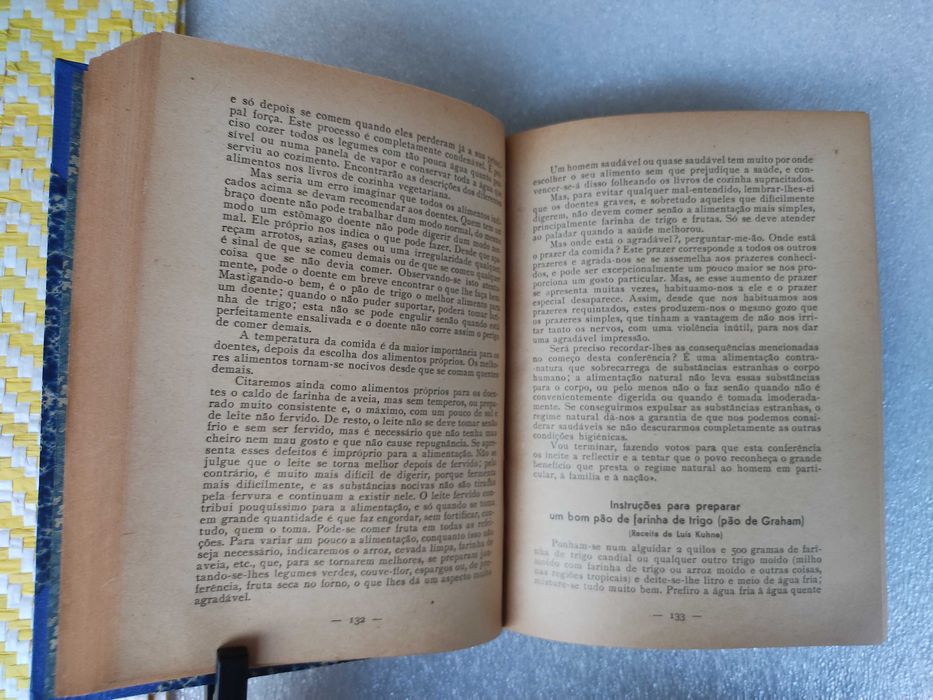 e só depois se comem quando eles perderam já a sua
pal força. Este processo é completamente condenável. É
ciso cozer todos os legumes com tão pouca água quanto
sível ou numa panela de vapor e conservar toda a água que
serviu ao cozimento. Encontrarão as descrições dos diferentes
alimentos nos livros de cozinha vegetariana.
Mas seria um erro imaginar que todos os alimentos indi-
cados acima se devam recomendar aos doentes. Quem tem um
braço doente não pode trabalhar dum modo normal, do mesmo
modo um estômago doente não pode digerir dum modo nor-
mal. Ele próprio nos indica o que pode fazer. Desde que apa-
reçam arrotos, azias, gases ou uma irregularidade qualquer,
é sinal de que se comeu demais ou de que se comeu qualquer
coisa que se não devia comer. Observando-se isto atenta-
mente, pode o doente em breve encontrar o que lhe faça bem.
Mastigando-o bem, é o pão de trigo o melhor alimento para
um doente; quando o não puder suportar, poderá tomar fari-
nha de trigo; esta não se pode engulir senão quando está
perfeitamente ensalivada e o doente não corre assim o perigo
de comer demais.
A temperatura da comida é da maior importância para os
doentes, depois da escolha dos alimentos próprios. Os melho-
res alimentos tornam-se nocivos desde que se comam quentes
demais.
Citaremos ainda como alimentos próprios para os doen-
tes o caldo de farinha de aveia, mas sem temperos, ou prepa-
rado muito consistente e, o máximo, com um pouco de sal e
de leite não fervido. De resto, o leite não se deve tomar senão
frio e sem ser fervido, mas é necessário que não tenha mau
cheiro nem mau gosto e que não cause repugnância. Se apre-
senta esses defeitos é impróprio para a alimentação. Não se
julgue que o leite se torna melhor depois de fervido; pelo
contrário, é muito mais difícil de digerir, porque fermenta
mais dificilmente, e as substâncias nocivas não são tiradas
pela fervura e continuam a existir nele. O leite fervido con-
tribui pouquíssimo para a alimentação, e só quando se toma
em grande quantidade é que faz engordar, sem fortificar, con-
tudo, quem o toma. Pode-se comer fruta em todas as refei-
ções. Para variar um pouco a alimentação, conquanto isso não
seja necessário, indicaremos o arroz, cevada limpa, farinha de
aveia, etc., que, para se tornarem melhores, se preparam jun-
tando-se-lhes legumes verdes, couve-flor, espargos ou, de pre-
ferência, fruta seca no forno, o que lhes dá um aspecto muito
agradável.
— 132 —
Um homem saudável ou quase saudável tem muito por onde
escolher o seu alimento sem que prejudique a saúde, e con-
vencer-se-á disso folheando os livros de cozinha supracitados.
Mas, para evitar qualquer mal-entendido, lembrar-lhes-ei
que os doentes graves, e sobretudo aqueles que dificilmente
digerem, não devem comer senão a alimentação mais simples,
principalmente farinha de trigo e frutas. Só se deve atender
ao paladar quando a saúde melhorou.
Mas onde está o agradável?, perguntar-me-ão. Onde está
o prazer da comida? Este prazer corresponde a todos os outros
prazeres e agrada-nos se se assemelha aos prazeres conheci-
dos, e pode ser excepcionalmente um pouco maior se nos pro-
porciona um gosto particular. Mas, se esse aumento de prazer
se apresenta muitas vezes, habituamo-nos a ele e o prazer
especial desaparece. Assim, desde que nos habituamos aos
prazeres requntados, estes produzem-nos o mesmo gozo que
os prazeres simples, que tinham a vantagem de não nos irri-
tar tanto os nervos, com uma violência inútil, para nos dar
uma agradável impressão.
Será preciso recordar-lhes as consequências mencionadas
no começo desta conferência? É uma alimentação contra-
natura que sobrecarrega de substâncias estranhas o corpo
humano; a alimentação natural não leva essas substâncias
para o corpo, ou pelo menos não o faz senão quando não é
convenientemente digerida ou quando é tomada imoderada-
mente. Se conseguirmos expulsar as substâncias estranhas, o
regime natural dá-nos a garantia de que nos podemos consi-
derar saudáveis se não descurarmos completamente as outras
condições higiénicas.
Vou terminar, fazendo votos para que esta conferência
os incite a reflectir e a tentar que o povo reconheça o grande
benefício que presta o regime natural ao homem em parti-
cular, à família e à nação».
Instruções para preparar
um bom pão de farinha de trigo (pão de Graham)
(Receita de Luís Kuhne)
Ponham-se num alguidar 2 quilos e 500 gramas de fari-
nha de trigo candial ou qualquer outro trigo moído (milho
moído com farinha de trigo ou arroz moído e outras coisas,
nas regiões tropicais) e deite-se-lhe litro e meio de água fria;
misture-se tudo muito bem. Prefiro a água fria à água quente
— 133 —